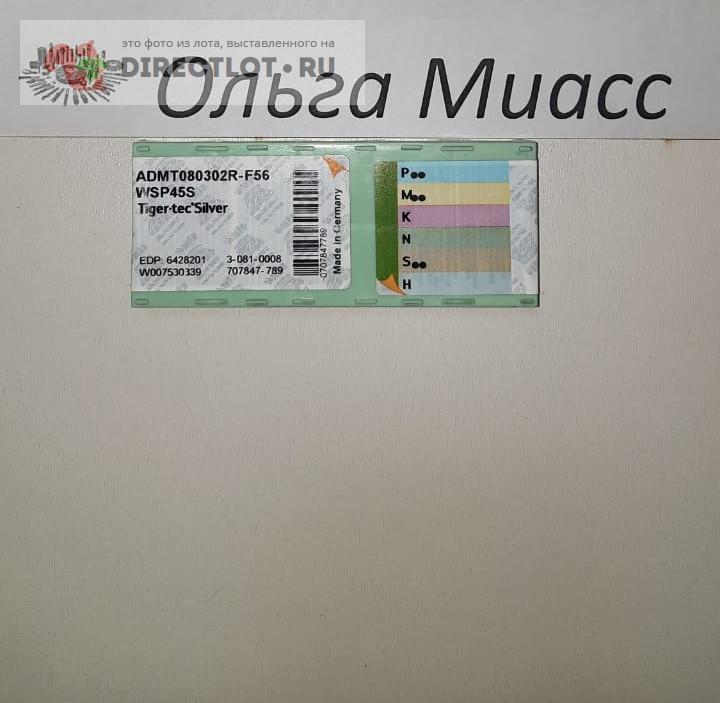 это фото из лота, выставленного на
DIRECTLOT.RU
Ольга Миасс
ADMT080302R-F56
WSP45S
Tiger·tec®Silver
EDP: 6428201 3-081-0008
W007530339 707847-789
0707847789
Made in Germany
P●●
M●●
K
N
S●●
H